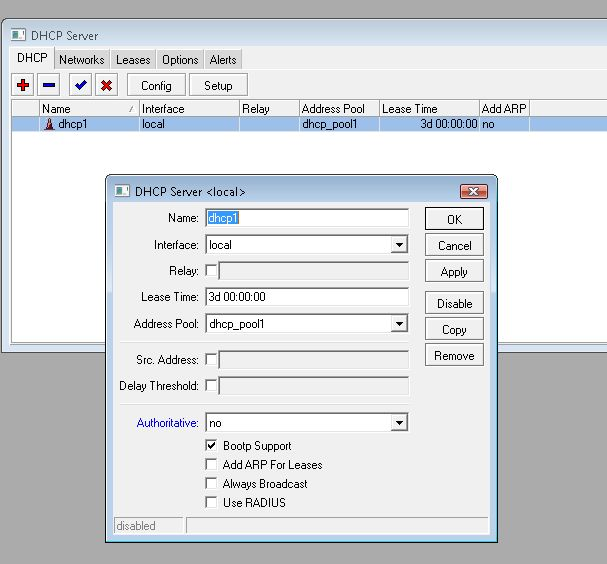 DHCP Server
DHCP Networks Leases Options Alerts
Config Setup
Name Interface Relay Address Pool Lease Time Add ARP
dhcp1 local dhcp_pool1 3d 00:00:00 no
DHCP Server <local>
Name: dhcp1 OK
Interface: local Cancel
Relay: Apply
Lease Time: 3d 00:00:00 Disable
Address Pool: dhcp_pool1 Copy
Remove
Src. Address:
Delay Threshold:
Authoritative: no
Bootp Support
Add ARP For Leases
Always Broadcast
Use RADIUS
disabled